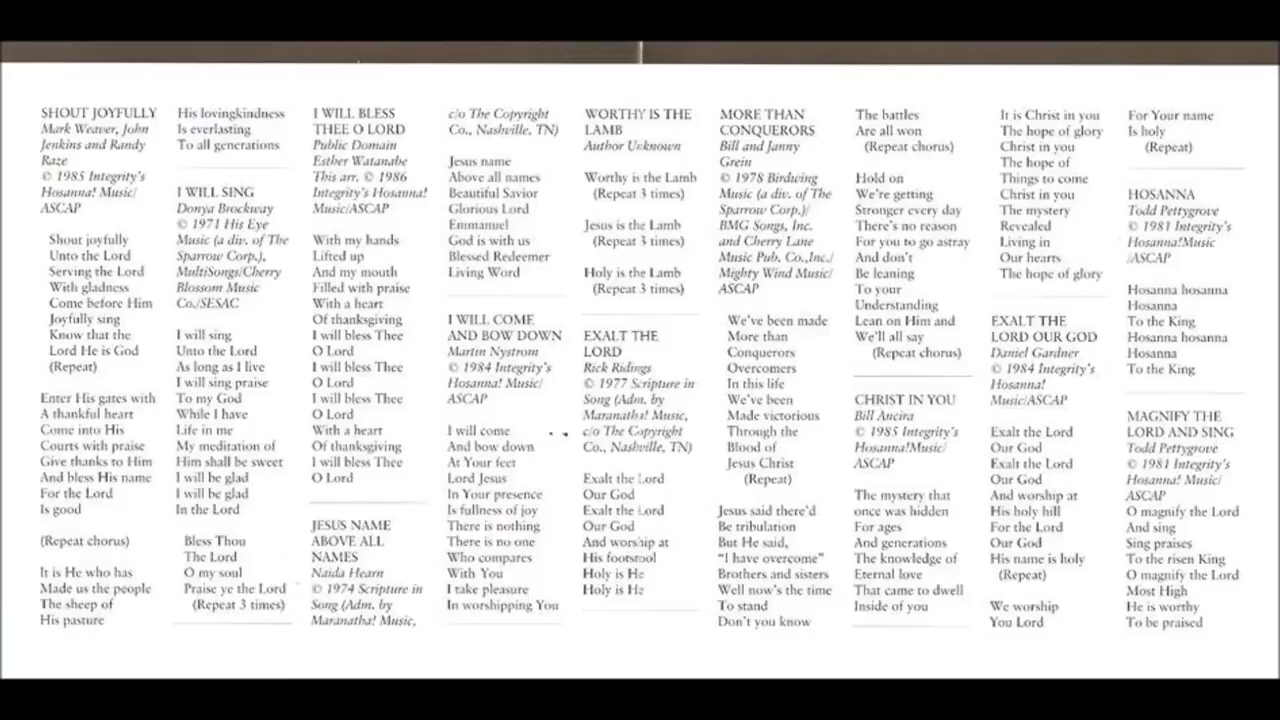 SHOUT JOYFULLY
Mark Weaver, John
Jenkins and Randy
Raze
© 1985 Integrity's
Hosanna! Music/
ASCAP
Shout joyfully
Unto the Lord
Serving the Lord
With gladness
Come before Him
Joyfully sing
Know that the
Lord He is God
(Repeat)
Enter His gates with
A thankful heart
Come into His
Courts with praise
Give thanks to Him
And bless His name
For the Lord
Is good
(Repeat chorus)
It is He who has
Made us the people
The sheep of
His pasture
His lovingkindness
Is everlasting
To all generations
I WILL SING
Donya Brockway
© 1971 His Eye
Music (a div. of The
Sparrow Corp.),
MultiSongs/Cherry
Blossom Music
Co./SESAC
I will sing
Unto the Lord
As long as I live
I will sing praise
To my God
While I have
Life in me
My meditation of
Him shall be sweet
I will be glad
I will be glad
In the Lord
Bless Thou
The Lord
O my soul
Praise ye the Lord
(Repeat 3 times)
I WILL BLESS
THEE O LORD
Public Domain
Esther Watanabe
This arr. © 1986
Integrity's Hosanna!
Music/ASCAP
With my hands
Lifted up
And my mouth
Filled with praise
With a heart
Of thanksgiving
I will bless Thee
O Lord
I will bless Thee
O Lord
I will bless Thee
O Lord
With a heart
Of thanksgiving
I will bless Thee
O Lord
JESUS NAME
ABOVE ALL
NAMES
Naida Hearn
© 1974 Scripture in
Song (Adm. by
Maranatha! Music,
c/o The Copyright
Co., Nashville, TN)
Jesus name
Above all names
Beautiful Savior
Glorious Lord
Emmanuel
God is with us
Blessed Redeemer
Living Word
I WILL COME
AND BOW DOWN
Martin Nystrom
© 1984 Integrity's
Hosanna! Music/
ASCAP
I will come
And bow down
At Your feet
Lord Jesus
In Your presence
Is fullness of joy
There is nothing
There is no one
Who compares
With You
I take pleasure
In worshipping You
WORTHY IS THE
LAMB
Author Unknown
Worthy is the Lamb
(Repeat 3 times)
Jesus is the Lamb
(Repeat 3 times)
Holy is the Lamb
(Repeat 3 times)
EXALT THE
LORD
Rick Ridings
© 1977 Scripture in
Song (Adm. by
Maranatha! Music,
c/o The Copyright
Co., Nashville, TN)
Exalt the Lord
Our God
Exalt the Lord
Our God
And worship at
His footstool
Holy is He
Holy is He
MORE THAN
CONQUERORS
Bill and Janny
Grein
© 1978 Birdwing
Music (a div. of The
Sparrow Corp.)/
BMG Songs, Inc.
and Cherry Lane
Music Pub. Co.,Inc./
Mighty Wind Music/
ASCAP
We've been made
More than
Conquerors
Overcomers
In this life
We've been
Made victorious
Through the
Blood of
Jesus Christ
(Repeat)
Jesus said there'd
Be tribulation
But He said,
"I have overcome"
Brothers and sisters
Well now's the time
To stand
Don't you know
The battles
Are all won
(Repeat chorus)
Hold on
We're getting
Stronger every day
There's no reason
For you to go astray
And don't
Be leaning
To your
Understanding
Lean on Him and
We'll all say
(Repeat chorus)
CHRIST IN YOU
Bill Ancira
© 1985 Integrity's
Hosanna!Music/
ASCAP
The mystery that
once was hidden
For ages
And generations
The knowledge of
Eternal love
That came to dwell
Inside of you
It is Christ in you
The hope of glory
Christ in you
The hope of
Things to come
Christ in you
The mystery
Revealed
Living in
Our hearts
The hope of glory
EXALT THE
LORD OUR GOD
Daniel Gardner
© 1984 Integrity's
Hosanna!
Music/ASCAP
Exalt the Lord
Our God
Exalt the Lord
Our God
And worship at
His holy hill
For the Lord
Our God
His name is holy
(Repeat)
We worship
You Lord
For Your name
Is holy
(Repeat)
HOSANNA
Todd Pettygrove
© 1981 Integrity's
Hosanna!Music
/ASCAP
Hosanna hosanna
Hosanna
To the King
Hosanna hosanna
Hosanna
To the King
MAGNIFY THE
LORD AND SING
Todd Pettygrove
© 1981 Integrity's
Hosanna! Music/
ASCAP
O magnify the Lord
And sing
Sing praises
To the risen King
O magnify the Lord
Most High
He is worthy
To be praised